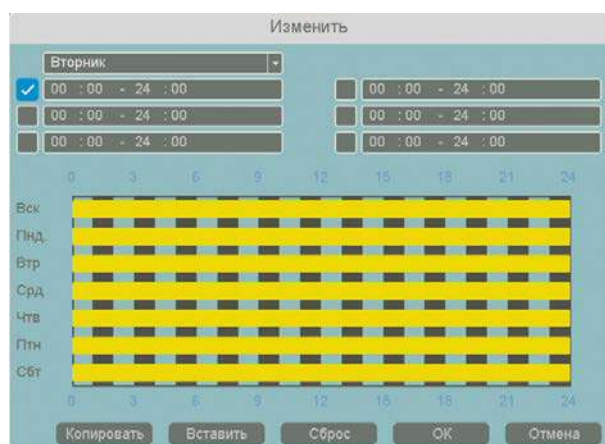 Изменить
Вторник
00 :00 - 24 :00 00 :00 - 24 :00
00 :00 - 24 :00 00 :00 - 24 :00
00 :00 - 24 :00 00 :00 - 24 :00
0 3 6 9 12 15 18 21 24
Вск
Пнд.
Втр
Срд
Чтв
Птн
Сбт
0 3 6 9 12 15 18 21 24
Копировать Вставить Сброс ОК Отмена